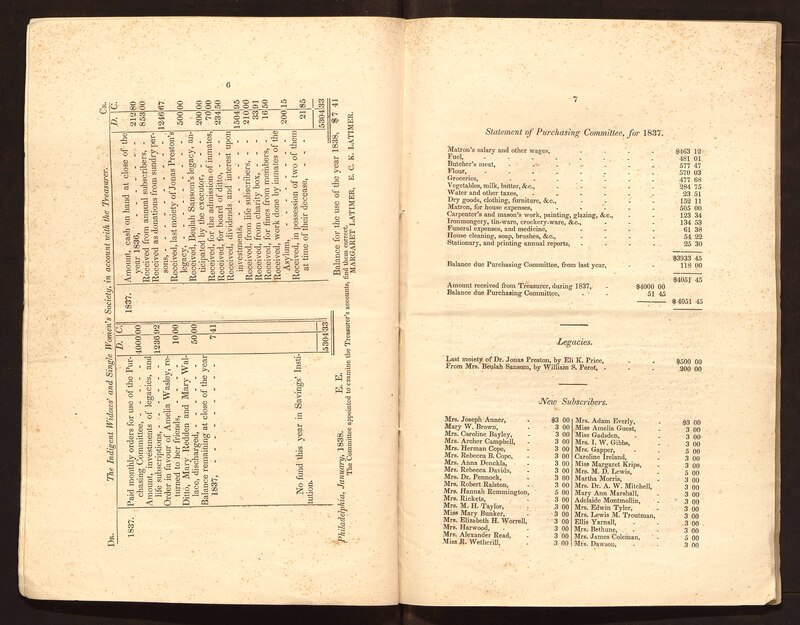 6
The Indigent Widows' and Single Women's Society, in account with the Treasurer.
Dr.
Cr.
D. C.
1837. Paid monthly orders for use of the Pur-
chasing Committee, - - - 4000 00
Amount, investments of legacies, and
life subscriptions, - - - 1236 92
Order in favour of Amelia Wasley, re-
turned to her friends, - - 10 00
Ditto, Mary Redden and Mary Wal-
lace, discharged, - - - 50 00
Balance remaining at close of the year
1837, - - - 7 41
5304 33
No fund this year in Savings' Insti-
tution.
D. C.
1837. Amount, cash on hand at close of the
year 1836, - - - 212 80
Received from annual subscribers, - 853 00
Received as donations from sundry per-
sons, - - - 1246 67
Received, last moiety of Jonas Preston's
legacy, - - - 500 00
Received, Beulah Sansom's legacy, an-
ticipated by the executor, - - 200 00
Received, for the admission of inmates, 70 00
Received, for board of ditto, - - 234 50
Received, dividends and interest upon
investments, - - - 1504 95
Received, from life subscribers, - 210 00
Received, from charity box, - - 33 91
Received, for fines from members, - 16 50
Received, work done by inmates of the
Asylum, - - - 200 15
Received, in possession of two of them
at time of their decease, - - 21 85
5304 33
Balance for the use of the year 1838, $7 41
E. E.
Philadelphia, January, 1838.
The Committee appointed to examine the Treasurer's accounts, find them correct.
MARGARET LATIMER, E. C. K. LATIMER.
7
Statement of Purchasing Committee, for 1837.
Matron's salary and other wages, - $463 12
Fuel, - 481 01
Butcher's meat, - 577 47
Flour, - 570 03
Groceries, - 477 68
Vegetables, milk, butter, &c., - 284 75
Water and other taxes, - 23 51
Dry goods, clothing, furniture, &c., - 152 11
Matron, for house expenses, - 505 00
Carpenter's and mason's work, painting, glazing, &c., - 123 34
Ironmongery, tin-ware, crockery-ware, &c., - 134 53
Funeral expenses, and medicine, - 61 38
House cleaning, soap, brushes, &c., - 54 22
Stationary, and printing annual reports, - 25 30
$3933 45
Balance due Purchasing Committee, from last year, 118 00
$4051 45
Amount received from Treasurer, during 1837, - $4000 00
Balance due Purchasing Committee, 51 45
$4051 45
Legacies.
Last moiety of Dr. Jonas Preston, by Eli K. Price, - $500 00
From Mrs. Beulah Sansom, by William S. Perot, - 200 00
New Subscribers.
Mrs. Joseph Auner, - $3 00
Mary W. Brown, - 3 00
Mrs. Caroline Bayley, - 3 00
Mrs. Archer Campbell, - 3 00
Mrs. Herman Cope, - 3 00
Mrs. Rebecca B. Cope, - 3 00
Mrs. Anna Denckla, - 3 00
Mrs. Rebecca Davids, - 3 00
Mrs. Dr. Pennock, - 3 00
Mrs. Robert Ralston, - 3 00
Mrs. Hannah Remmington, - 5 00
Mrs. Rickets, - 3 00
Mrs. M. H. Taylor, - 3 00
Miss Mary Bunker, - 3 00
Mrs. Elizabeth H. Worrell, - 3 00
Mrs. Harwood, - 3 00
Mrs. Alexander Read, - 3 00
Miss R. Wetherill, - 3 00
Mrs. Adam Everly, - $3 00
Miss Amelia Guest, - 3 00
Miss Gadsden, - 3 00
Mrs. I. W. Gibbs, - 3 00
Mrs. Gapper, - 5 00
Caroline Ireland, - 3 00
Miss Margaret Krips, - 3 00
Mrs. M. D. Lewis, - 5 00
Martha Morris, - 3 00
Mrs. Dr. A. W. Mitchell, - 3 00
Mary Ann Marshall, - 3 00
Adelaide Montmollin, - 3 00
Mrs. Edwin Tyler, - 3 00
Mrs. Lewis M. Troutman, - 3 00
Ellis Yarnall, - 3 00
Mrs. Bethune, - 3 00
Mrs. James Coleman, - 5 00
Mrs. Dawson, - 3 00